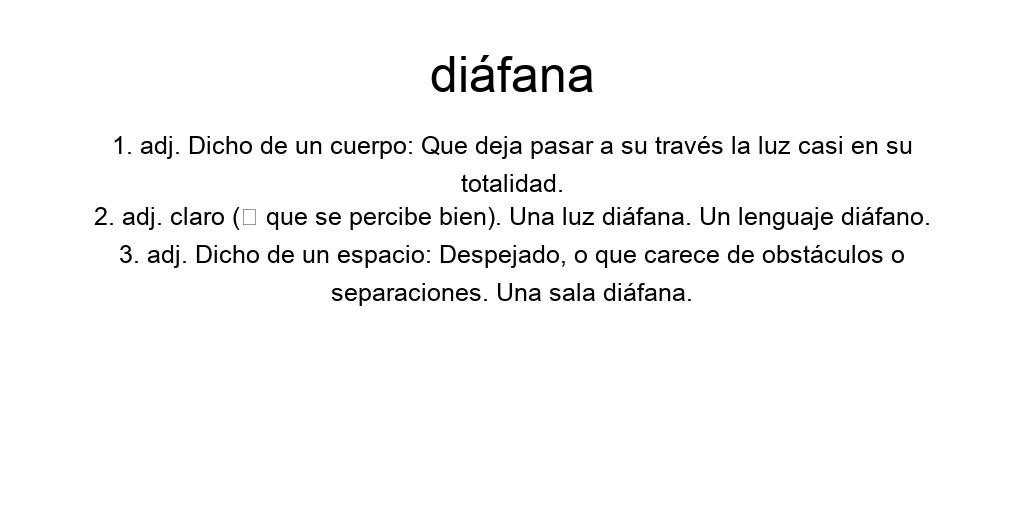 diáfana
1. adj. Dicho de un cuerpo: Que deja pasar a su través la luz casi en su
totalidad.
2. adj. claro (□ que se percibe bien). Una luz diáfana. Un lenguaje diáfano.
3. adj. Dicho de un espacio: Despejado, o que carece de obstáculos o
separaciones. Una sala diáfana.